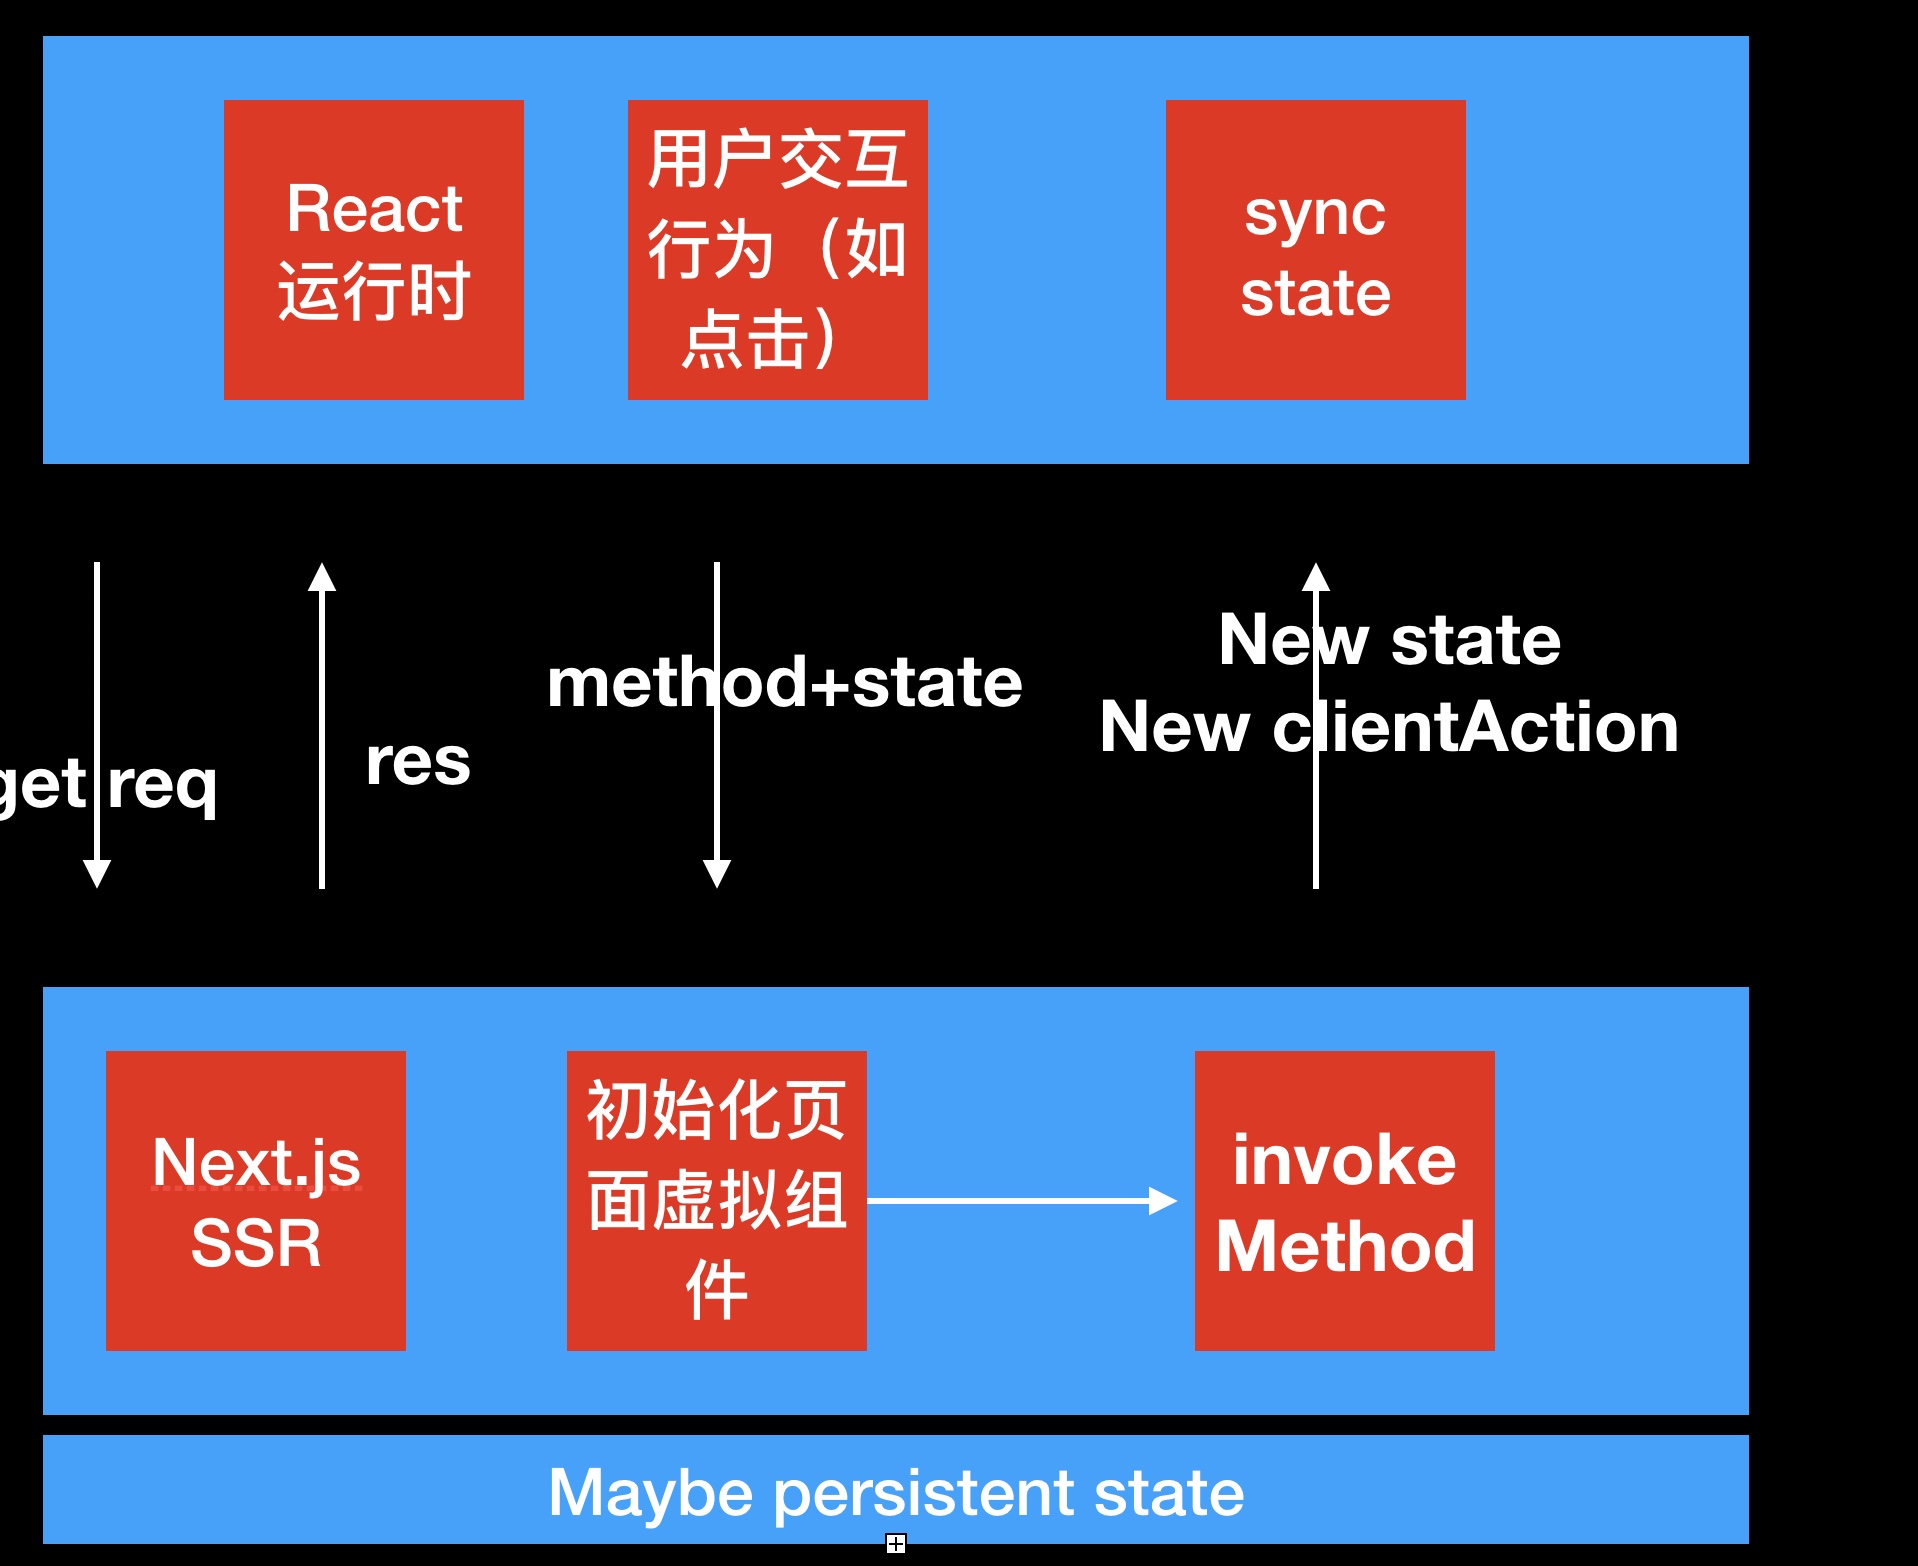 React
运行时
用户交互
行为（如
点击）
sync
state
get req
res
method+state
New state
New clientAction
Next.js
SSR
初始化页
面虚拟组
件
invoke
Method
Maybe persistent state